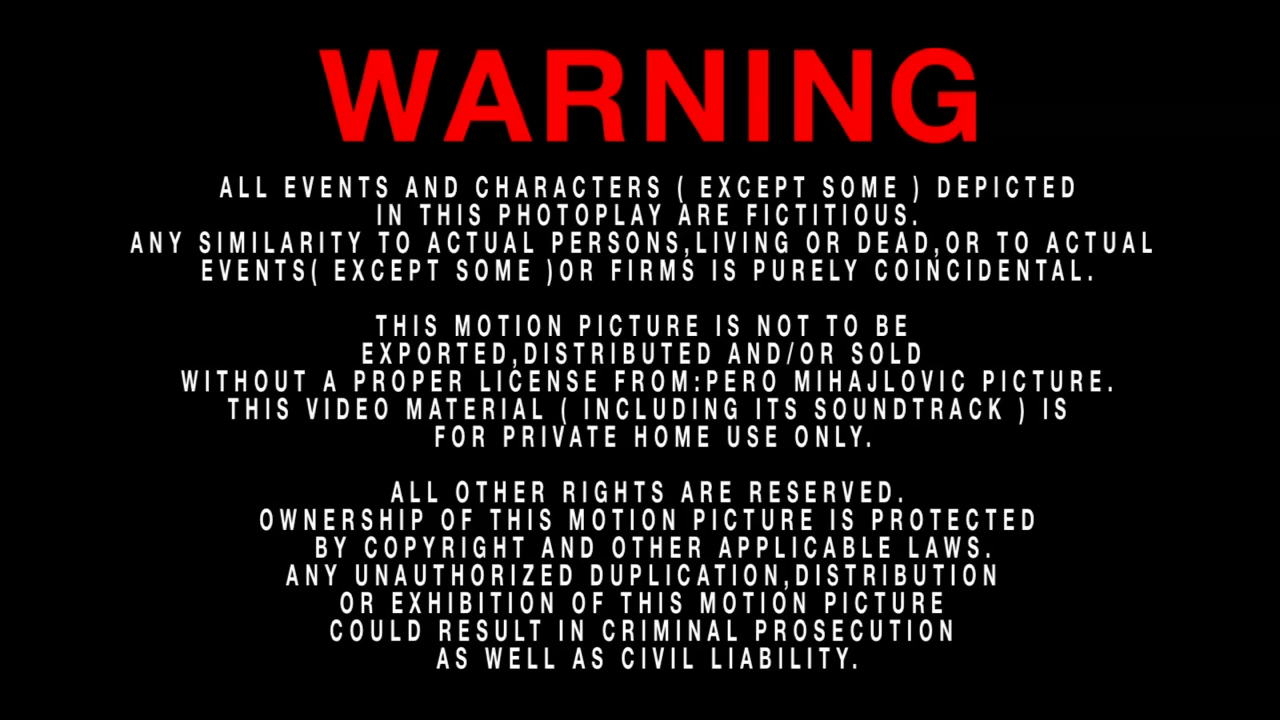 WARNING
ALL EVENTS AND CHARACTERS ( EXCEPT SOME ) DEPICTED
IN THIS PHOTOPLAY ARE FICTITIOUS.
ANY SIMILARITY TO ACTUAL PERSONS,LIVING OR DEAD,OR TO ACTUAL
EVENTS( EXCEPT SOME )OR FIRMS IS PURELY COINCIDENTAL.
THIS MOTION PICTURE IS NOT TO BE
EXPORTED,DISTRIBUTED AND/OR SOLD
WITHOUT A PROPER LICENSE FROM:PERO MIHAJLOVIC PICTURE.
THIS VIDEO MATERIAL ( INCLUDING ITS SOUNDTRACK ) IS
FOR PRIVATE HOME USE ONLY.
ALL OTHER RIGHTS ARE RESERVED.
OWNERSHIP OF THIS MOTION PICTURE IS PROTECTED
BY COPYRIGHT AND OTHER APPLICABLE LAWS.
ANY UNAUTHORIZED DUPLICATION,DISTRIBUTION
OR EXHIBITION OF THIS MOTION PICTURE
COULD RESULT IN CRIMINAL PROSECUTION
AS WELL AS CIVIL LIABILITY.